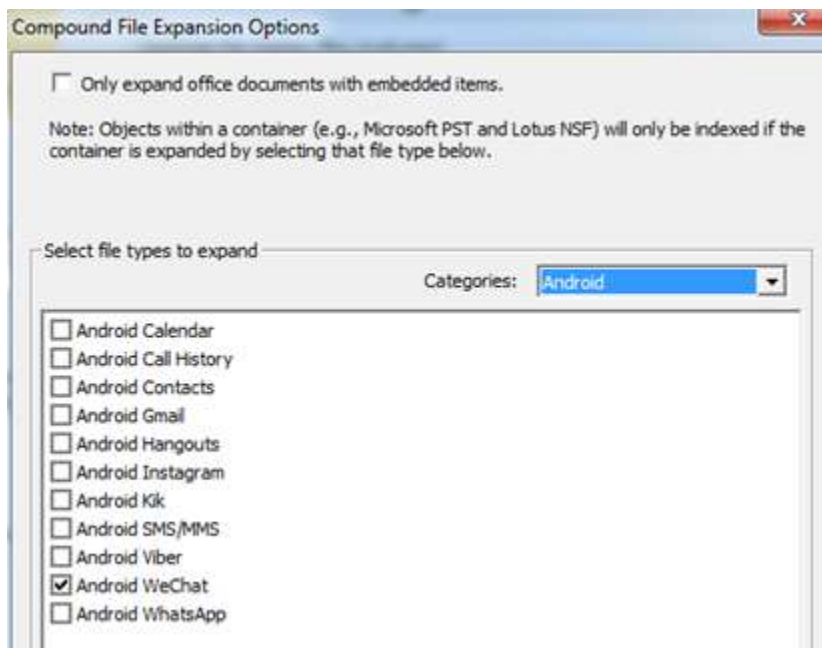 Compound File Expansion Options
Only expand office documents with embedded items.
Note: Objects within a container (e.g., Microsoft PST and Lotus NSF) will only be indexed if the
container is expanded by selecting that file type below.
Select file types to expand
Categories: Android
Android Calendar
Android Call History
Android Contacts
Android Gmail
Android Hangouts
Android Instagram
Android Kik
Android SMS/MMS
Android Viber
Android WeChat
Android WhatsApp